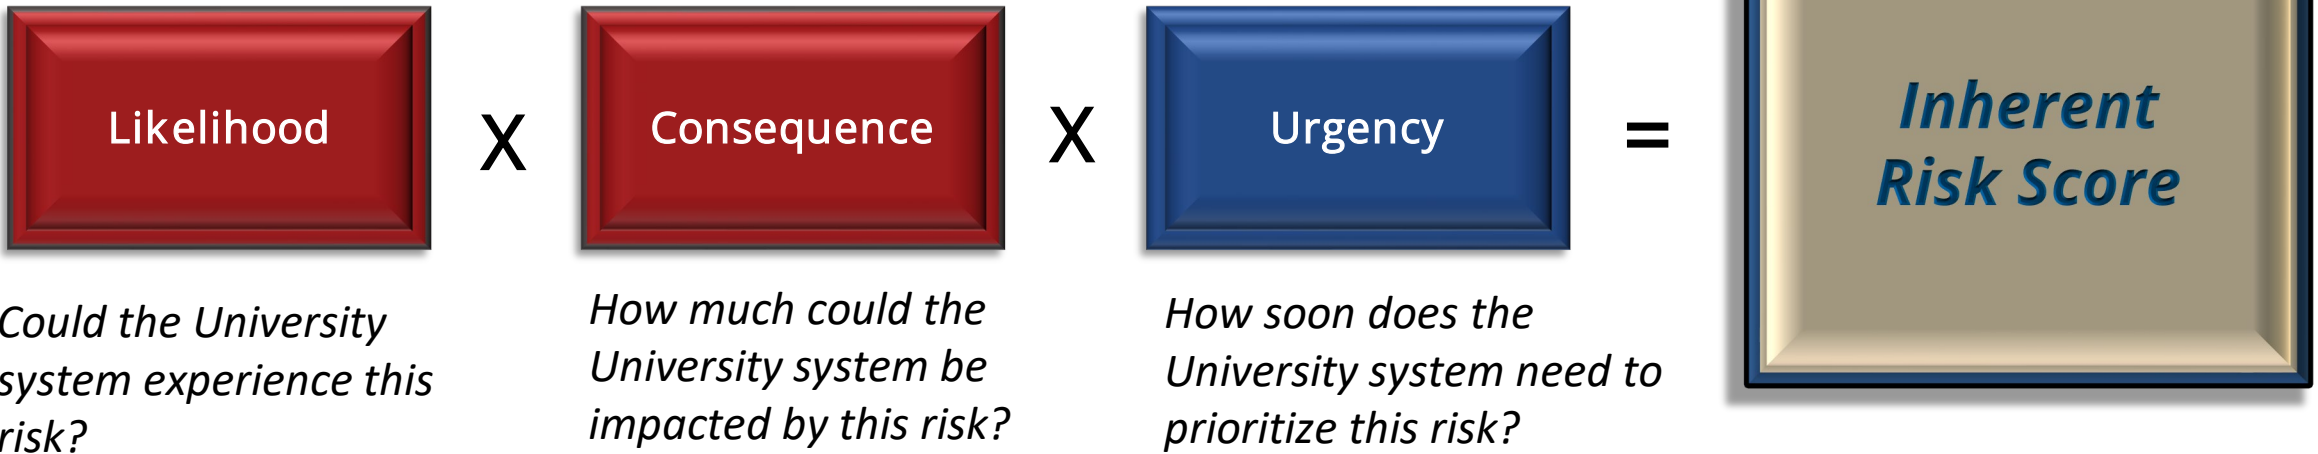 Likelihood
X
Consequence
X
Urgency
=
Inherent
Risk Score
Could the University
system experience this
risk?
How much could the
University system be
impacted by this risk?
How soon does the
University system need to
prioritize this risk?